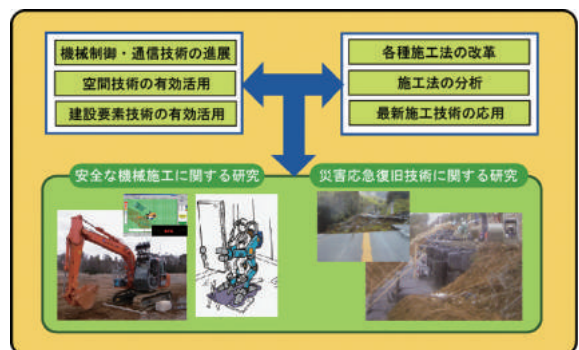 機械制御・通信技術の進展
空間技術の有効活用
建設要素技術の有効活用
各種施工法の改革
施工法の分析
最新施工技術の応用
安全な機械施工に関する研究
災害応急復旧技術に関する研究